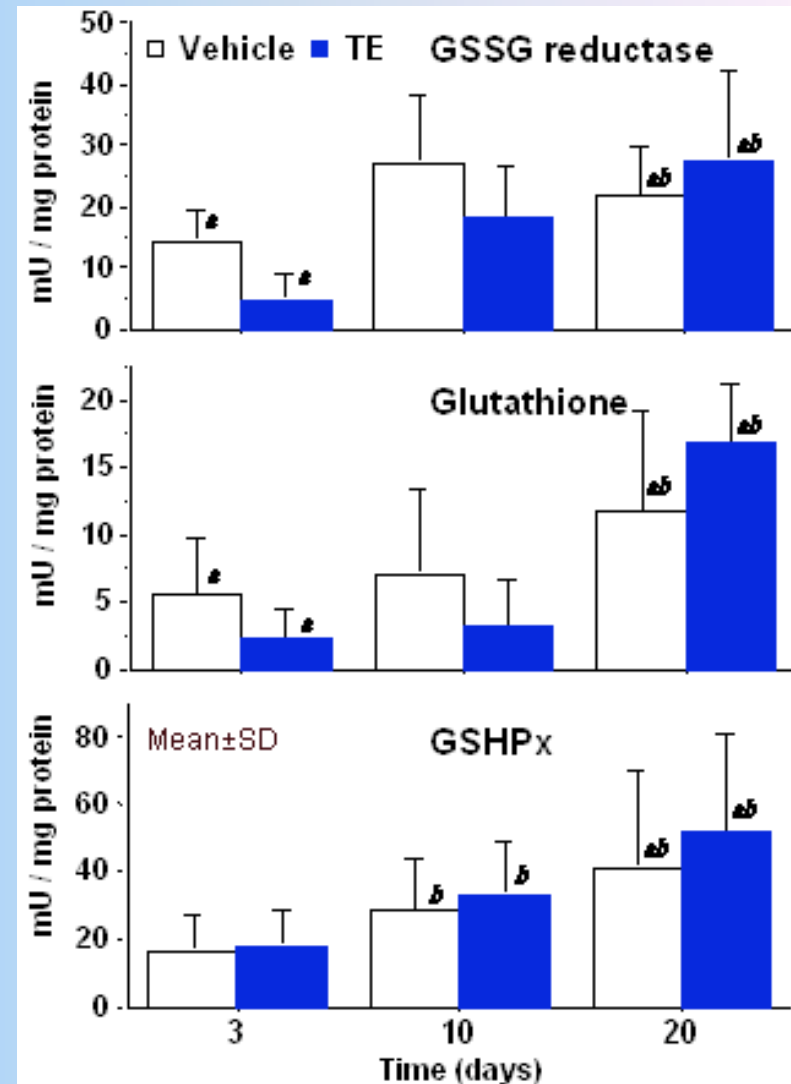 50
Vehicle TE GSSG reductase
40
30
20
10
0
mU / mg protein
a
a
ab
ab
Glutathione
20
15
10
5
0
mU / mg protein
a
a
ab
ab
Mean±SD GSHPx
80
60
40
20
0
mU / mg protein
b
b
ab
ab
3 10 20
Time (days)